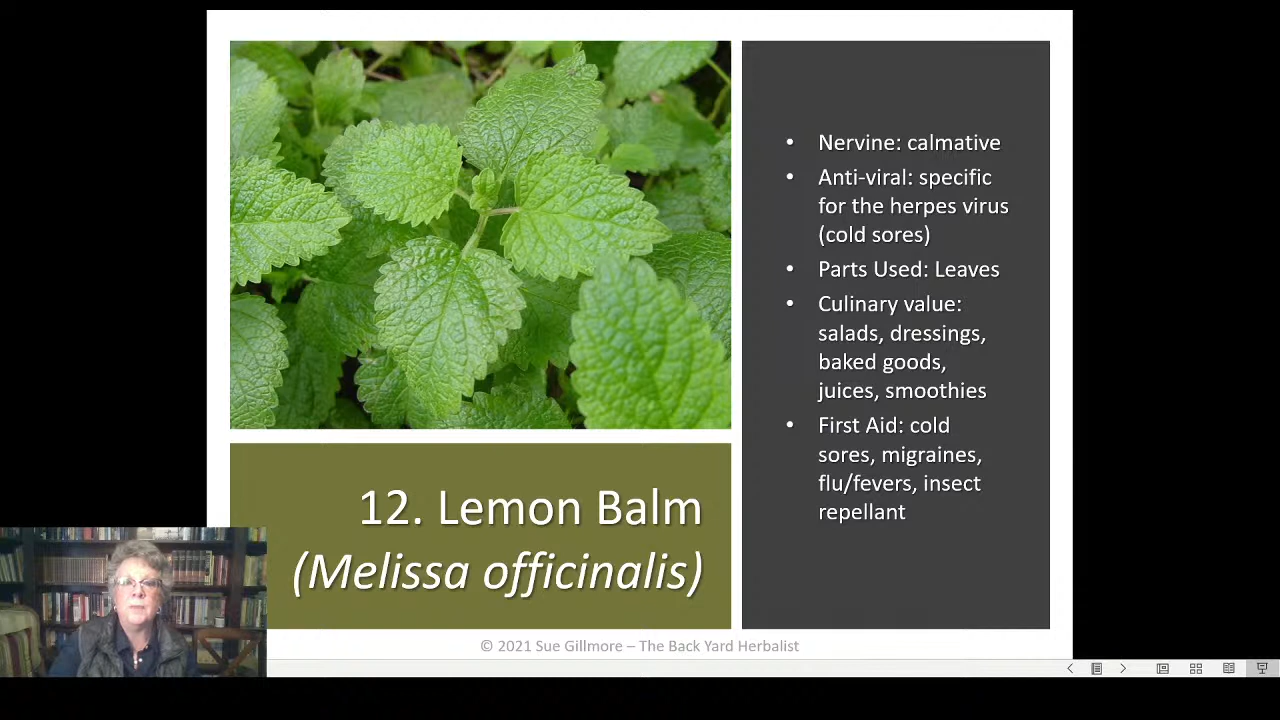 • Nervine: calmative
• Anti-viral: specific
for the herpes virus
(cold sores)
• Parts Used: Leaves
• Culinary value:
salads, dressings,
baked goods,
juices, smoothies
• First Aid: cold
sores, migraines,
flu/fevers, insect
repellant
12. Lemon Balm
(Melissa officinalis)
© 2021 Sue Gillmore – The Back Yard Herbalist